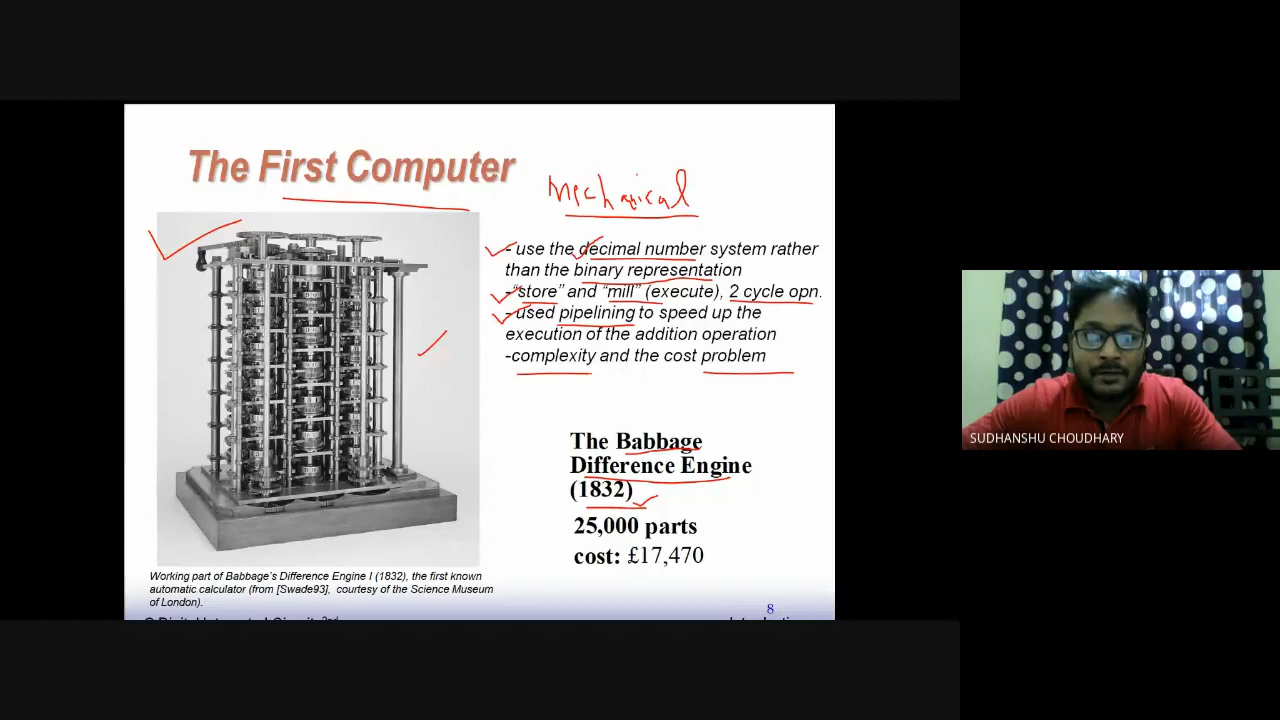 The First Computer
Mechanical
- use the decimal number system rather
than the binary representation
-“store” and “mill” (execute), 2 cycle opn.
- used pipelining to speed up the
execution of the addition operation
-complexity and the cost problem
The Babbage
Difference Engine
(1832)
25,000 parts
cost: £17,470
Working part of Babbage's Difference Engine I (1832), the first known
automatic calculator (from [Swade93], courtesy of the Science Museum
of London).
8
SUDHANSHU CHOUDHARY